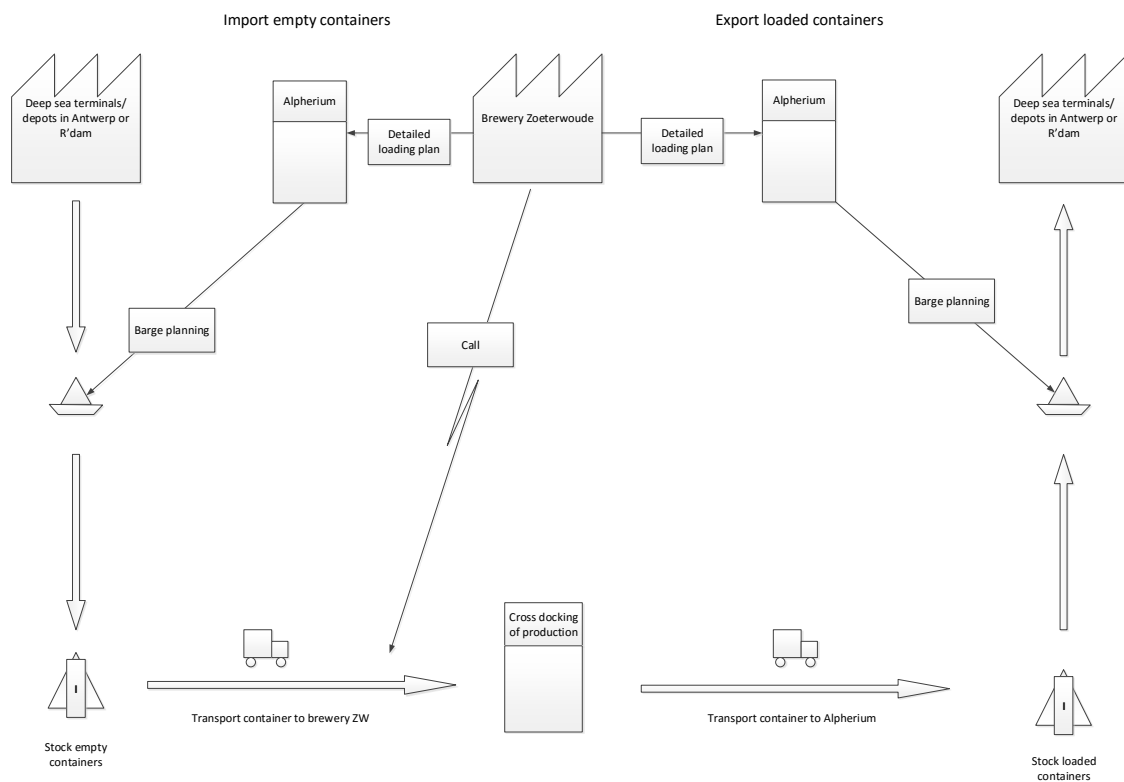 Import empty containers
Export loaded containers
Deep sea terminals/
depots in Antwerp or
R'dam
Alpherium
Detailed
loading plan
Brewery Zoeterwoude
Detailed
loading plan
Alpherium
Deep sea terminals/
depots in Antwerp or
R'dam
Barge planning
Call
Barge planning
Cross docking
of production
I
Transport container to brewery ZW
Transport container to Alpherium
I
Stock empty
containers
Stock loaded
containers